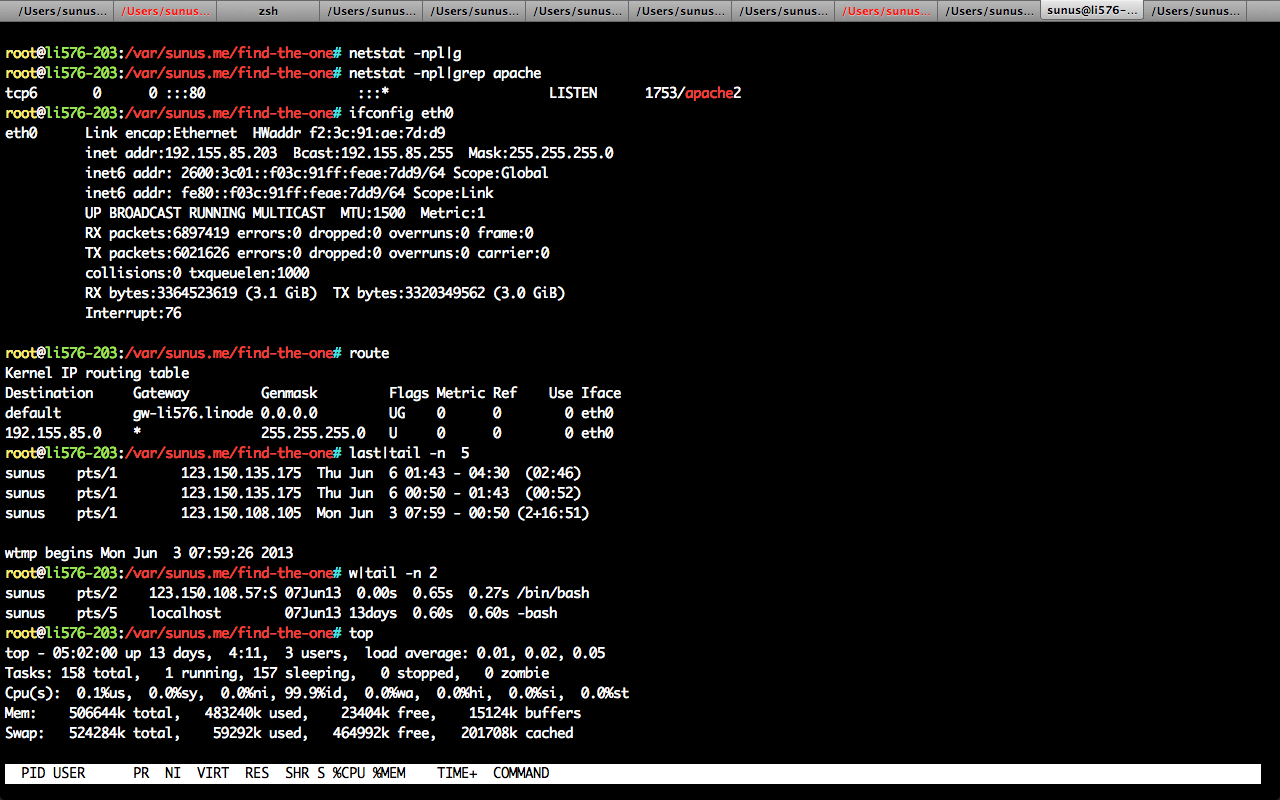 /Users/sunus... /Users/sunus... zsh /Users/sunus... /Users/sunus... /Users/sunus... /Users/sunus... /Users/sunus... /Users/sunus... /Users/sunus... sunus@li576-... /Users/sunus...
root@li576-203:/var/sunus.me/find-the-one# netstat -npl|g
root@li576-203:/var/sunus.me/find-the-one# netstat -npl|grep apache
tcp6       0      0 :::80                   :::*                    LISTEN      1753/apache2
root@li576-203:/var/sunus.me/find-the-one# ifconfig eth0
eth0      Link encap:Ethernet  HWaddr f2:3c:91:ae:7d:d9
          inet addr:192.155.85.203  Bcast:192.155.85.255  Mask:255.255.255.0
          inet6 addr: 2600:3c01::f03c:91ff:feae:7dd9/64 Scope:Global
          inet6 addr: fe80::f03c:91ff:feae:7dd9/64 Scope:Link
          UP BROADCAST RUNNING MULTICAST  MTU:1500  Metric:1
          RX packets:6897419 errors:0 dropped:0 overruns:0 frame:0
          TX packets:6021626 errors:0 dropped:0 overruns:0 carrier:0
          collisions:0 txqueuelen:1000
          RX bytes:3364523619 (3.1 GiB)  TX bytes:3320349562 (3.0 GiB)
          Interrupt:76
root@li576-203:/var/sunus.me/find-the-one# route
Kernel IP routing table
Destination     Gateway         Genmask         Flags Metric Ref    Use Iface
default         gw-li576.linode 0.0.0.0         UG    0      0        0 eth0
192.155.85.0    *               255.255.255.0   U     0      0        0 eth0
root@li576-203:/var/sunus.me/find-the-one# last|tail -n  5
sunus    pts/1        123.150.135.175  Thu Jun  6 01:43 - 04:30  (02:46)
sunus    pts/1        123.150.135.175  Thu Jun  6 00:50 - 01:43  (00:52)
sunus    pts/1        123.150.108.105  Mon Jun  3 07:59 - 00:50 (2+16:51)
wtmp begins Mon Jun  3 07:59:26 2013
root@li576-203:/var/sunus.me/find-the-one# w|tail -n 2
sunus    pts/2    123.150.108.57:S 07Jun13  0.00s  0.65s  0.27s /bin/bash
sunus    pts/5    localhost        07Jun13 13days  0.60s  0.60s -bash
root@li576-203:/var/sunus.me/find-the-one# top
top - 05:02:00 up 13 days,  4:11,  3 users,  load average: 0.01, 0.02, 0.05
Tasks: 158 total,   1 running, 157 sleeping,   0 stopped,   0 zombie
Cpu(s):  0.1%us,  0.0%sy,  0.0%ni, 99.9%id,  0.0%wa,  0.0%hi,  0.0%si,  0.0%st
Mem:    506644k total,   483240k used,    23404k free,    15124k buffers
Swap:   524284k total,    59292k used,   464992k free,   201708k cached
  PID USER      PR  NI  VIRT  RES  SHR S %CPU %MEM    TIME+  COMMAND